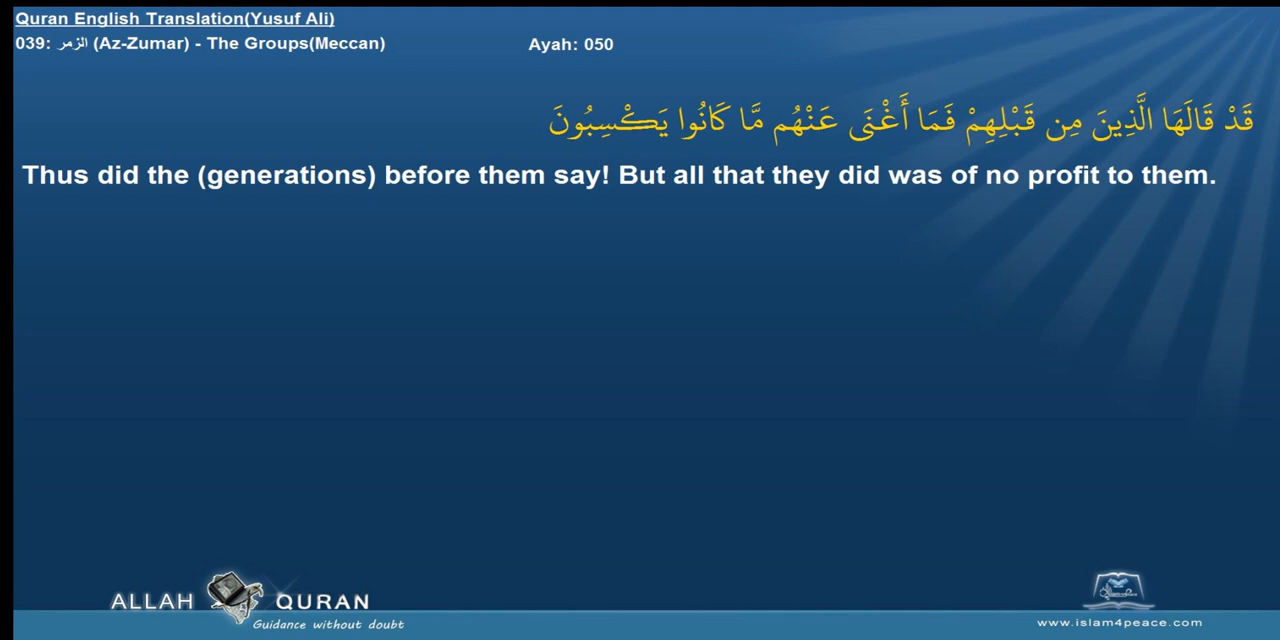 Quran English Translation(Yusuf Ali)
039: الزمر (Az-Zumar) - The Groups(Meccan) Ayah: 050
قَدْ قَالَهَا الَّذِينَ مِن قَبْلِهِمْ فَمَا أَغْنَى عَنْهُم مَّا كَانُوا يَكْسِبُونَ
Thus did the (generations) before them say! But all that they did was of no profit to them.
ALLAH QURAN
Guidance without doubt
www.islam4peace.com